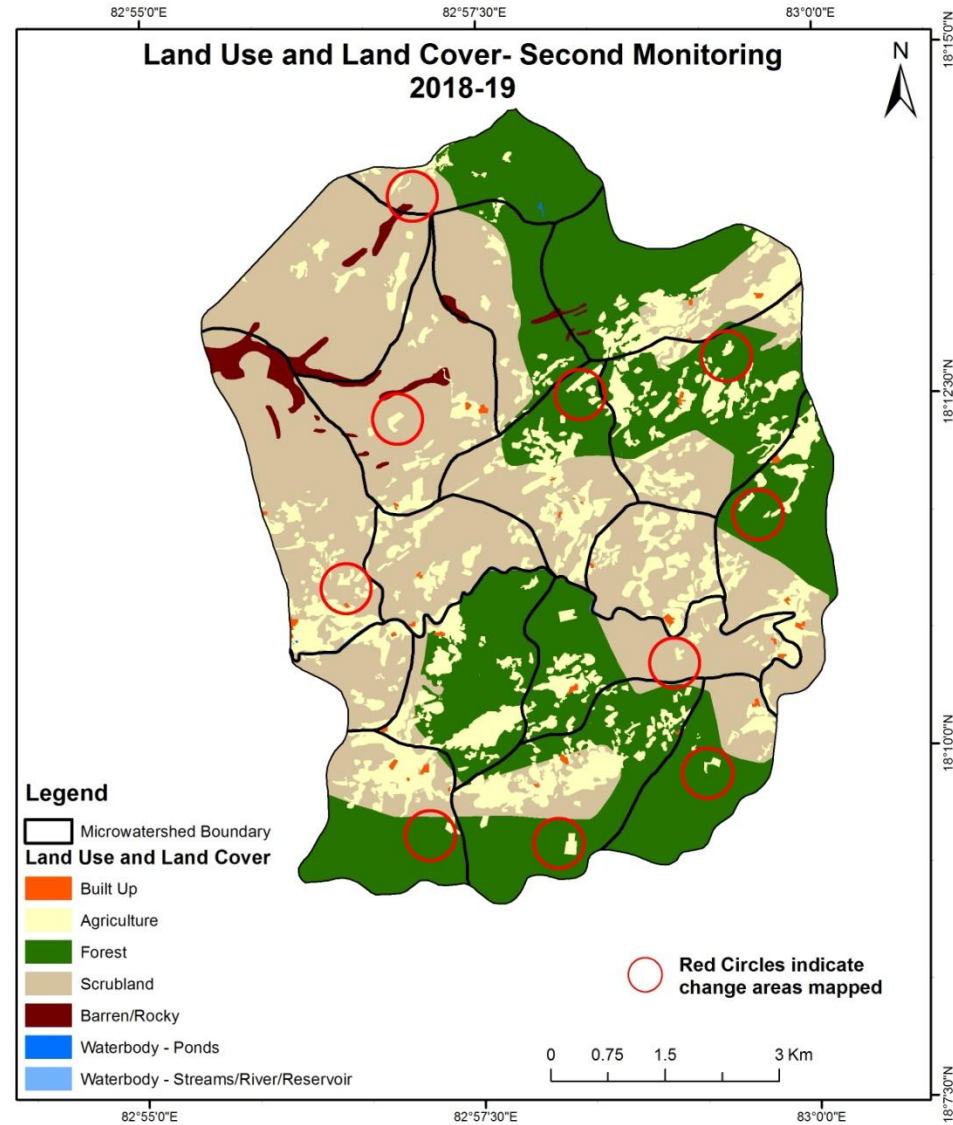 82°55'0"E 82°57'30"E 83°0'0"E
Land Use and Land Cover- Second Monitoring
2018-19
N
18°15'0"N
18°12'30"N
18°10'0"N
18°7'30"N
Legend
Microwatershed Boundary
Land Use and Land Cover
Built Up
Agriculture
Forest
Scrubland
Barren/Rocky
Waterbody - Ponds
Waterbody - Streams/River/Reservoir
Red Circles indicate
change areas mapped
0 0.75 1.5 3 Km
82°55'0"E 82°57'30"E 83°0'0"E